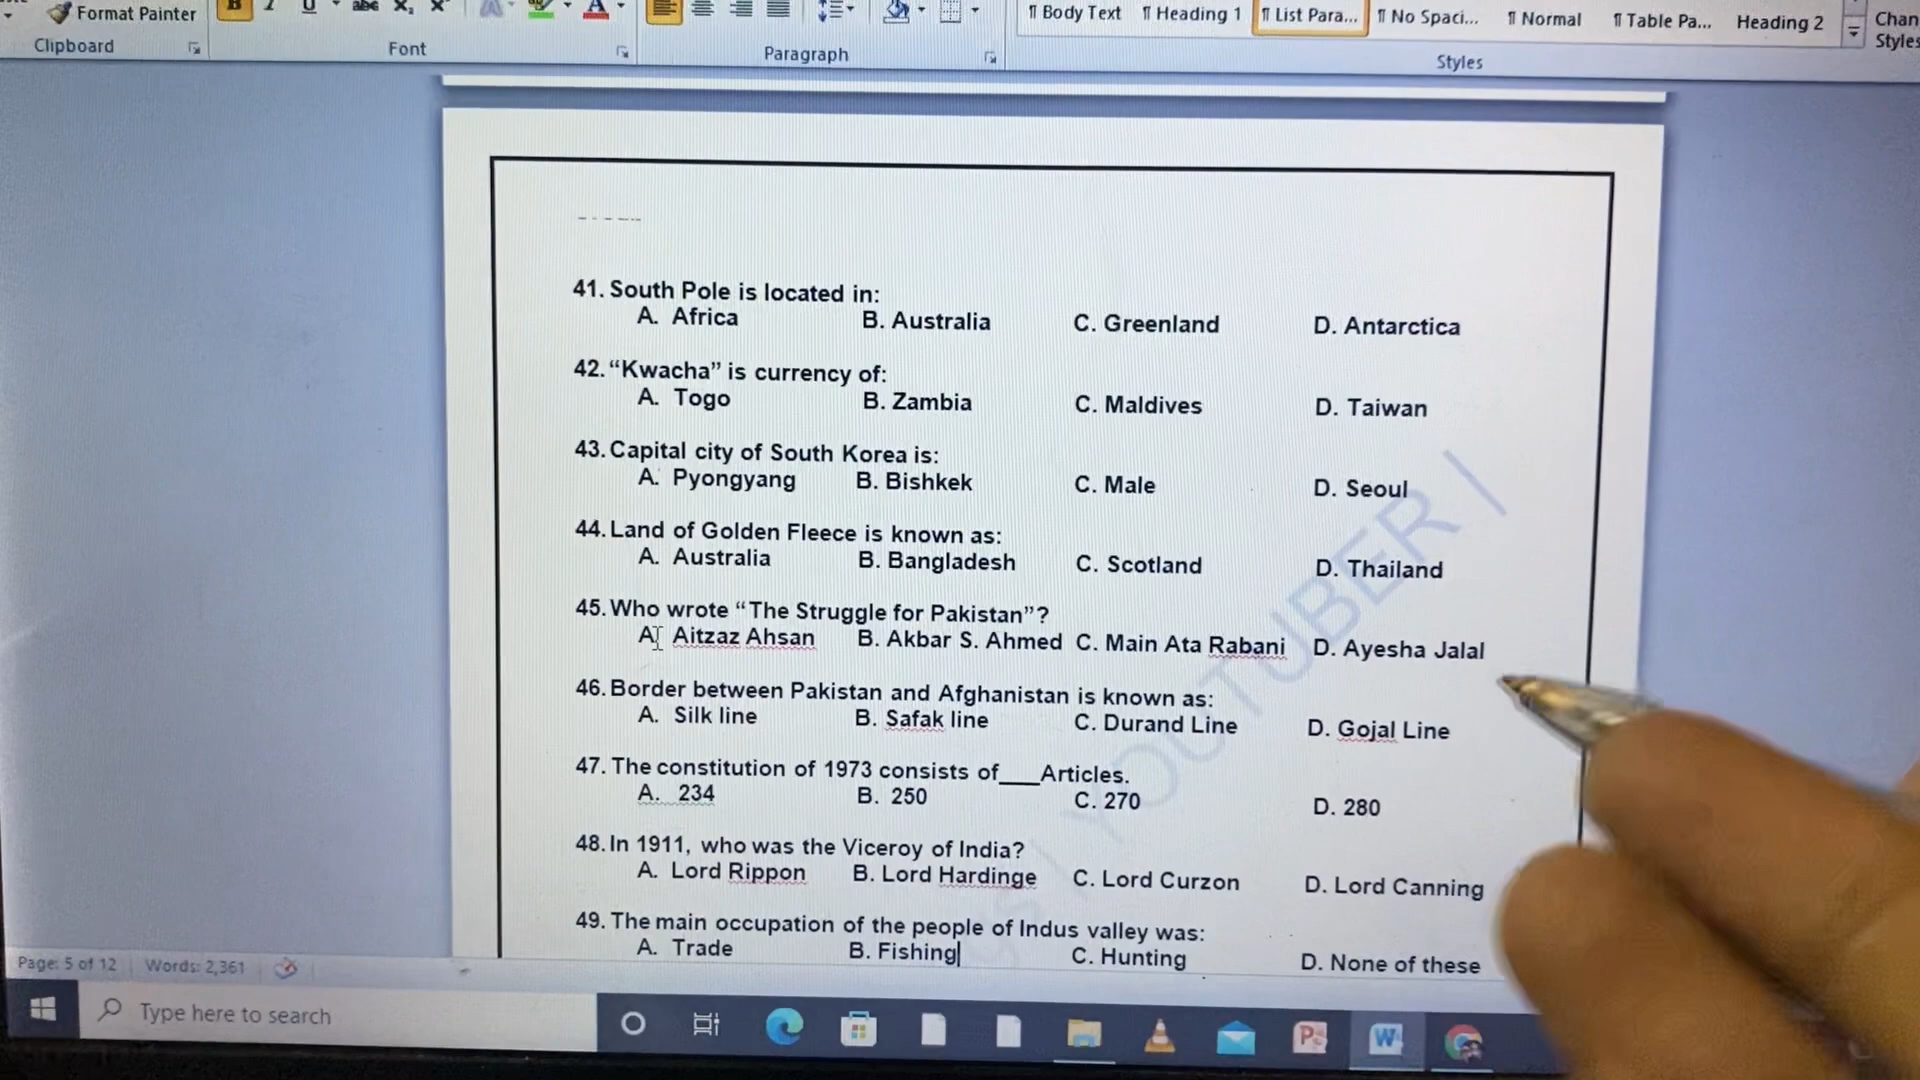 Format Painter
Clipboard
Font
Paragraph
¶ Body Text ¶ Heading 1 ¶ List Para... ¶ No Spaci... ¶ Normal ¶ Table Pa... Heading 2
Chan
Styles
Styles
41. South Pole is located in:
A. Africa B. Australia C. Greenland D. Antarctica
42. “Kwacha” is currency of:
A. Togo B. Zambia C. Maldives D. Taiwan
43. Capital city of South Korea is:
A. Pyongyang B. Bishkek C. Male D. Seoul
44. Land of Golden Fleece is known as:
A. Australia B. Bangladesh C. Scotland D. Thailand
45. Who wrote “The Struggle for Pakistan”?
A. Aitzaz Ahsan B. Akbar S. Ahmed C. Main Ata Rabani D. Ayesha Jalal
46. Border between Pakistan and Afghanistan is known as:
A. Silk line B. Safak line C. Durand Line D. Gojal Line
47. The constitution of 1973 consists of___Articles.
A. 234 B. 250 C. 270 D. 280
48. In 1911, who was the Viceroy of India?
A. Lord Rippon B. Lord Hardinge C. Lord Curzon D. Lord Canning
49. The main occupation of the people of Indus valley was:
A. Trade B. Fishing C. Hunting D. None of these
| YOUTUBER |
Page: 5 of 12 Words: 2,361
Type here to search